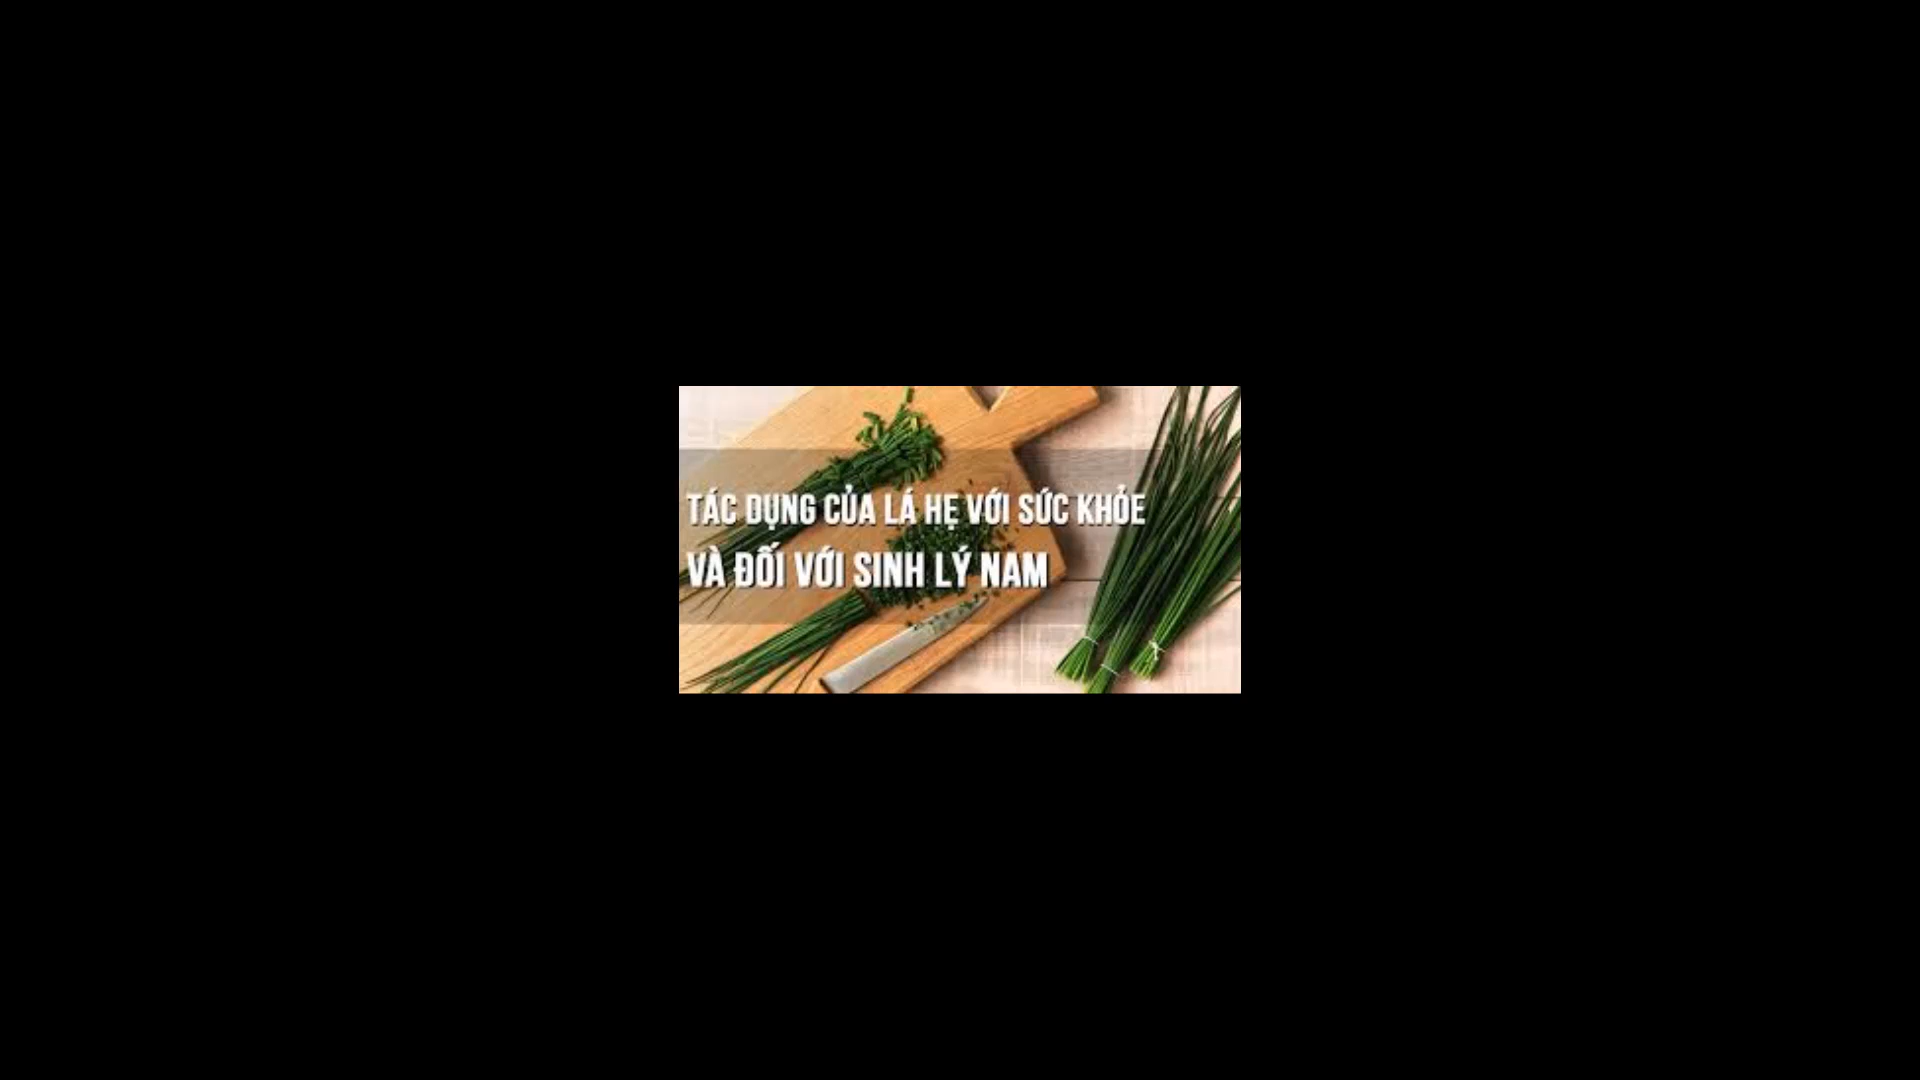 TÁC DỤNG CỦA LÁ HẸ VỚI SỨC KHỎE
VÀ ĐỐI VỚI SINH LÝ NAM